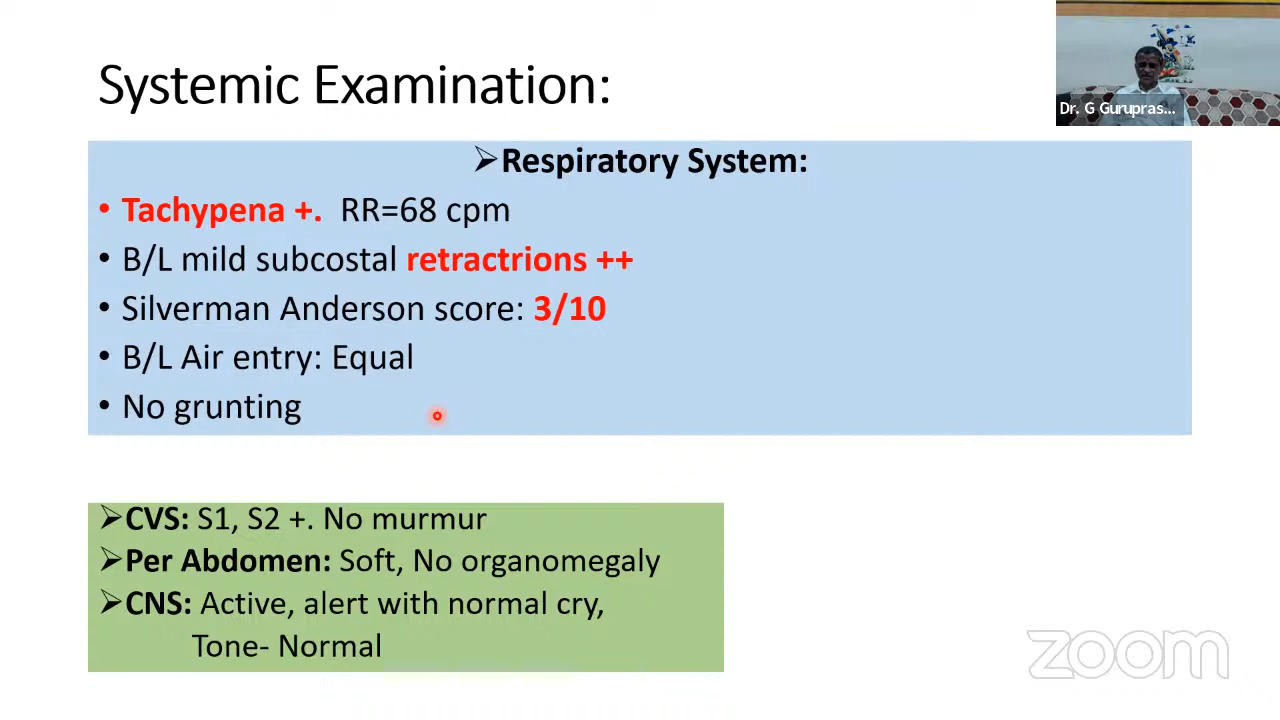 Systemic Examination:
Dr. G Gurupras...
➢Respiratory System:
• Tachypena +. RR=68 cpm
• B/L mild subcostal retractrions ++
• Silverman Anderson score: 3/10
• B/L Air entry: Equal
• No grunting
➢CVS: S1, S2 +. No murmur
➢Per Abdomen: Soft, No organomegaly
➢CNS: Active, alert with normal cry,
Tone- Normal
zoom